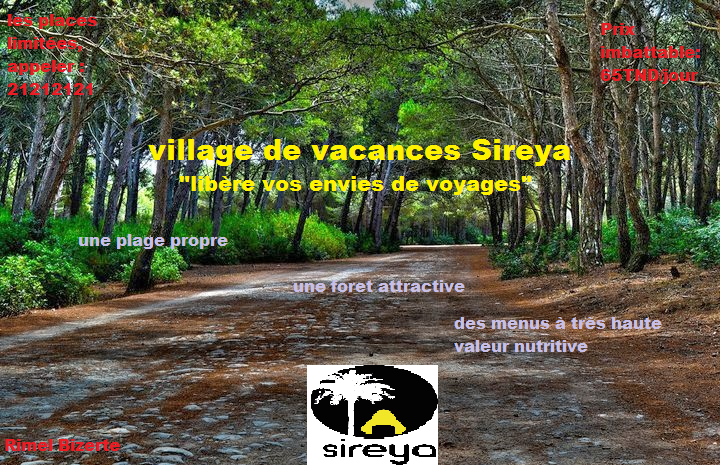 les places
limitées,
appeler :
21212121
Prix
imbattable:
65TND/jour
village de vacances Sireya
"libère vos envies de voyages"
une plage propre
une foret attractive
des menus à très haute
valeur nutritive
sireya
Rimel Bizerte